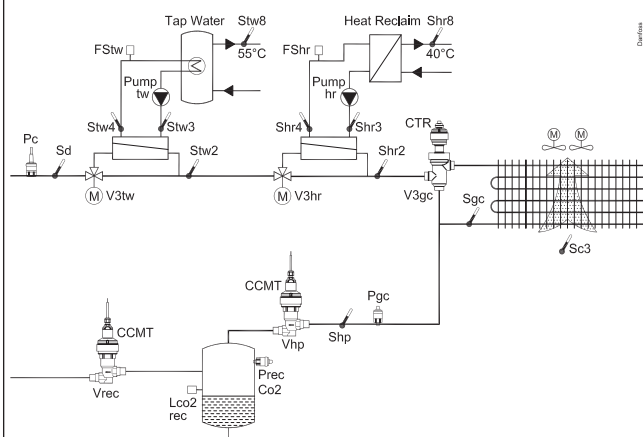 Tap Water
Stw8
Heat Reclaim
Shr8
Danfoss
FStw
55°C
FShr
40°C
Pump
tw
Pump
hr
CTR
M
M
Pc
Sd
Stw4
Stw3
Stw2
Shr4
Shr3
Shr2
M
V3tw
M
V3hr
V3gc
Sgc
Sc3
CCMT
Pgc
CCMT
Vhp
Shp
Vrec
Prec
Co2
Lco2
rec